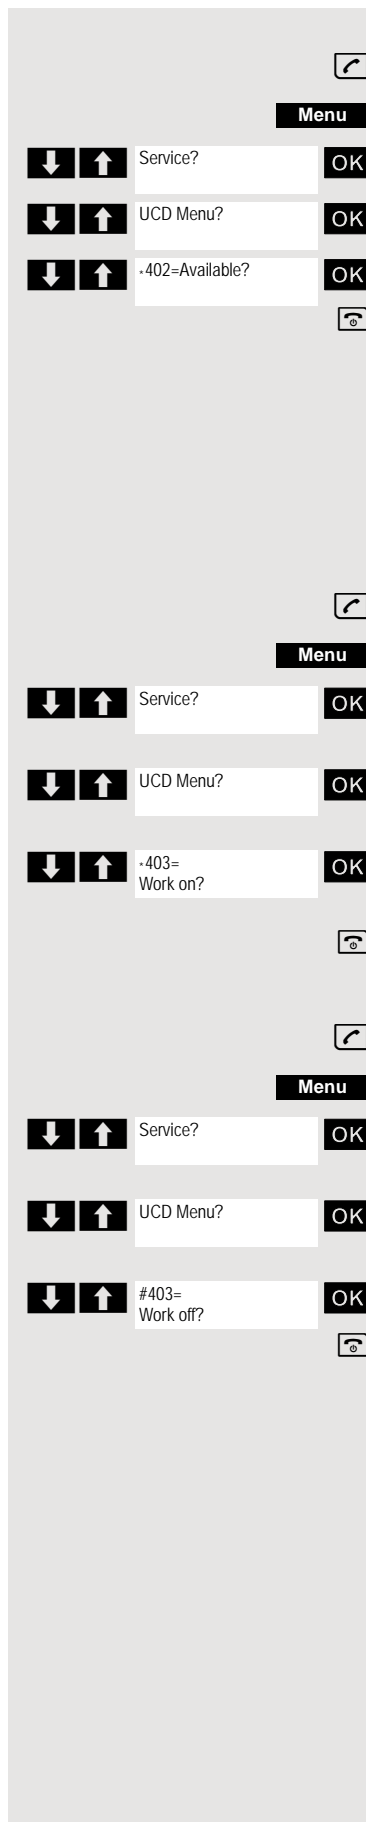 Menu
Service? OK
UCD Menu? OK
*402=Available? OK
Menu
Service? OK
UCD Menu? OK
*403= OK
Work on?
Menu
Service? OK
UCD Menu? OK
#403= OK
Work off?